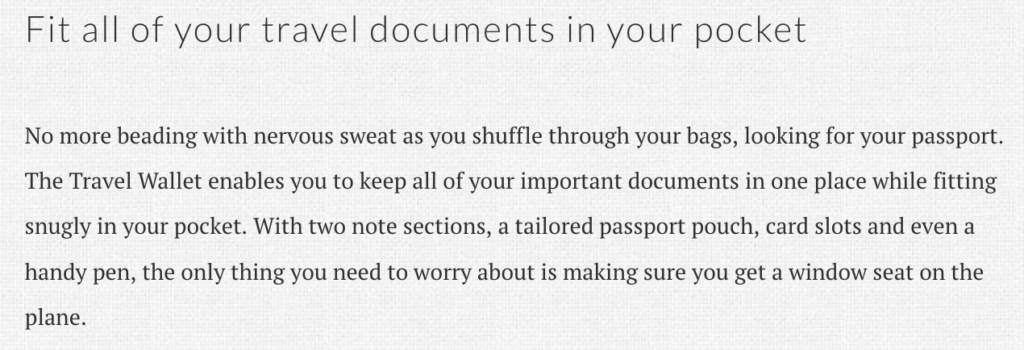 Fit all of your travel documents in your pocket
No more beading with nervous sweat as you shuffle through your bags, looking for your passport.
The Travel Wallet enables you to keep all of your important documents in one place while fitting
snugly in your pocket. With two note sections, a tailored passport pouch, card slots and even a
handy pen, the only thing you need to worry about is making sure you get a window seat on the
plane.